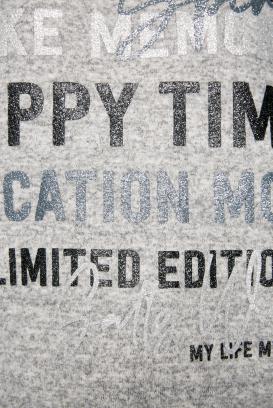 KE MEMO
PPY TIM
CATION MO
LIMITED EDITIO
MY LIFE M